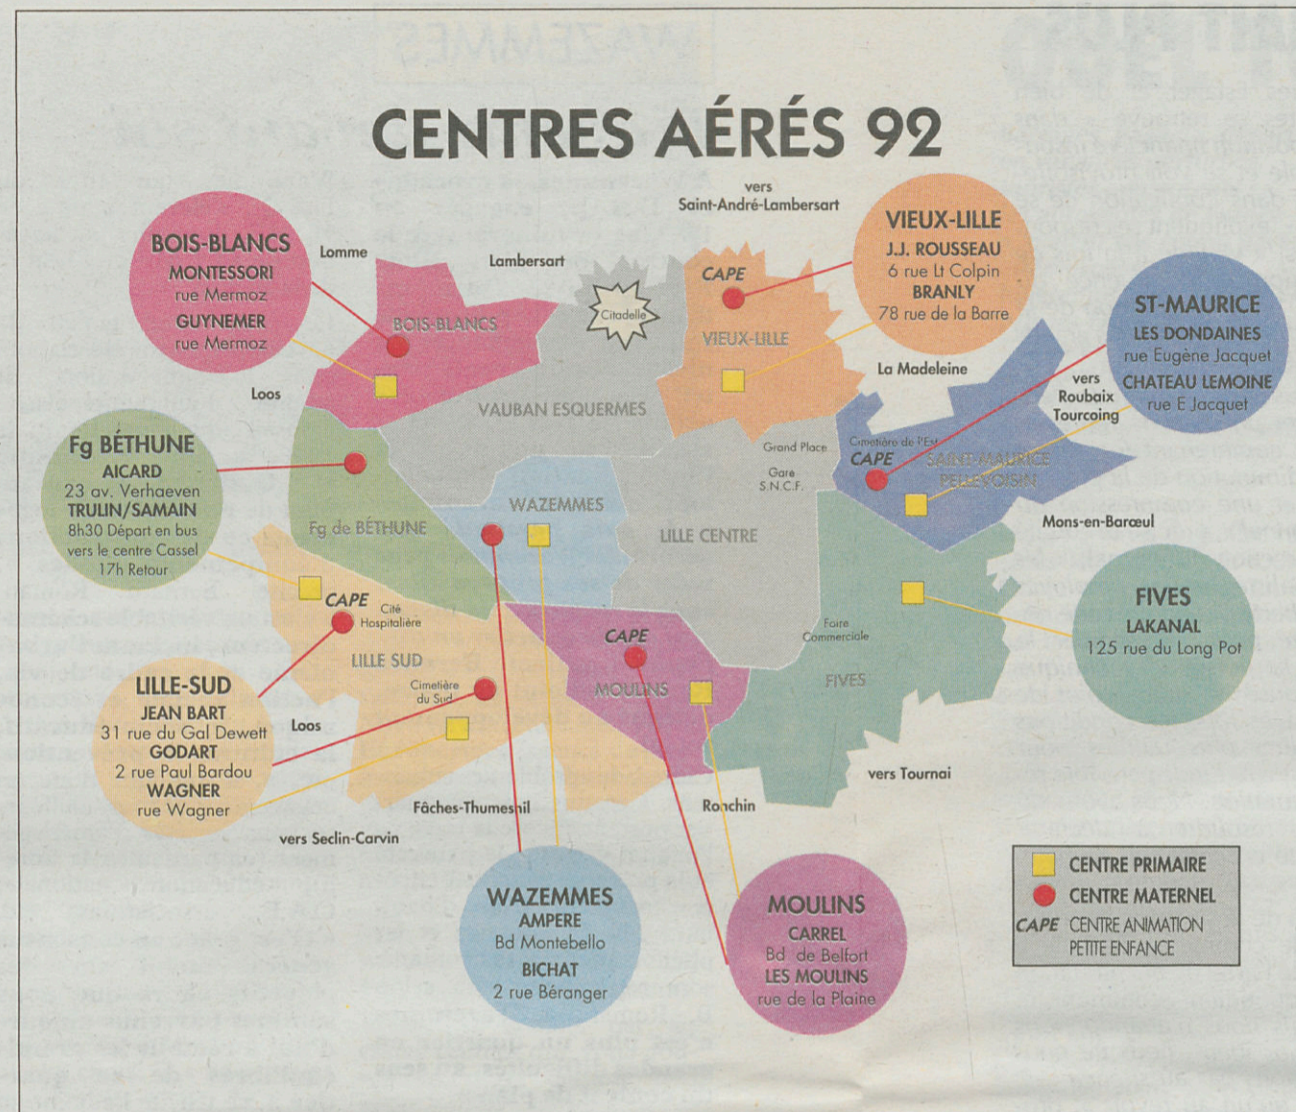 CENTRES AÉRÉS 92
vers
Saint-André-Lambersart
Lomme
Lambersart
Citadelle
Loos
La Madeleine
vers
Roubaix
Tourcoing
Mons-en-Barœul
vers Tournai
Ronchin
Fâches-Thumesnil
vers Seclin-Carvin
Loos
BOIS-BLANCS
MONTESSORI
rue Mermoz
GUYNEMER
rue Mermoz
VIEUX-LILLE
J.J. ROUSSEAU
6 rue Lt Colpin
BRANLY
78 rue de la Barre
ST-MAURICE
LES DONDAINES
rue Eugène Jacquet
CHATEAU LEMOINE
rue E Jacquet
Fg BÉTHUNE
AICARD
23 av. Verhaeven
TRULIN/SAMAIN
8h30 Départ en bus
vers le centre Cassel
17h Retour
FIVES
LAKANAL
125 rue du Long Pot
LILLE-SUD
JEAN BART
31 rue du Gal Dewett
GODART
2 rue Paul Bardou
WAGNER
rue Wagner
WAZEMMES
AMPERE
Bd Montebello
BICHAT
2 rue Béranger
MOULINS
CARREL
Bd de Belfort
LES MOULINS
rue de la Plaine
BOIS-BLANCS
CAPE
VIEUX-LILLE
VAUBAN ESQUERMES
Grand Place
Gare
S.N.C.F.
Cimetière de l'Est
CAPE
SAINT-MAURICE
PELLEVOISIN
Fg de BÉTHUNE
WAZEMMES
LILLE CENTRE
CAPE
Cité
Hospitalière
LILLE SUD
Cimetière
du Sud
CAPE
MOULINS
Foire
Commerciale
FIVES
CENTRE PRIMAIRE
CENTRE MATERNEL
CAPE CENTRE ANIMATION
PETITE ENFANCE